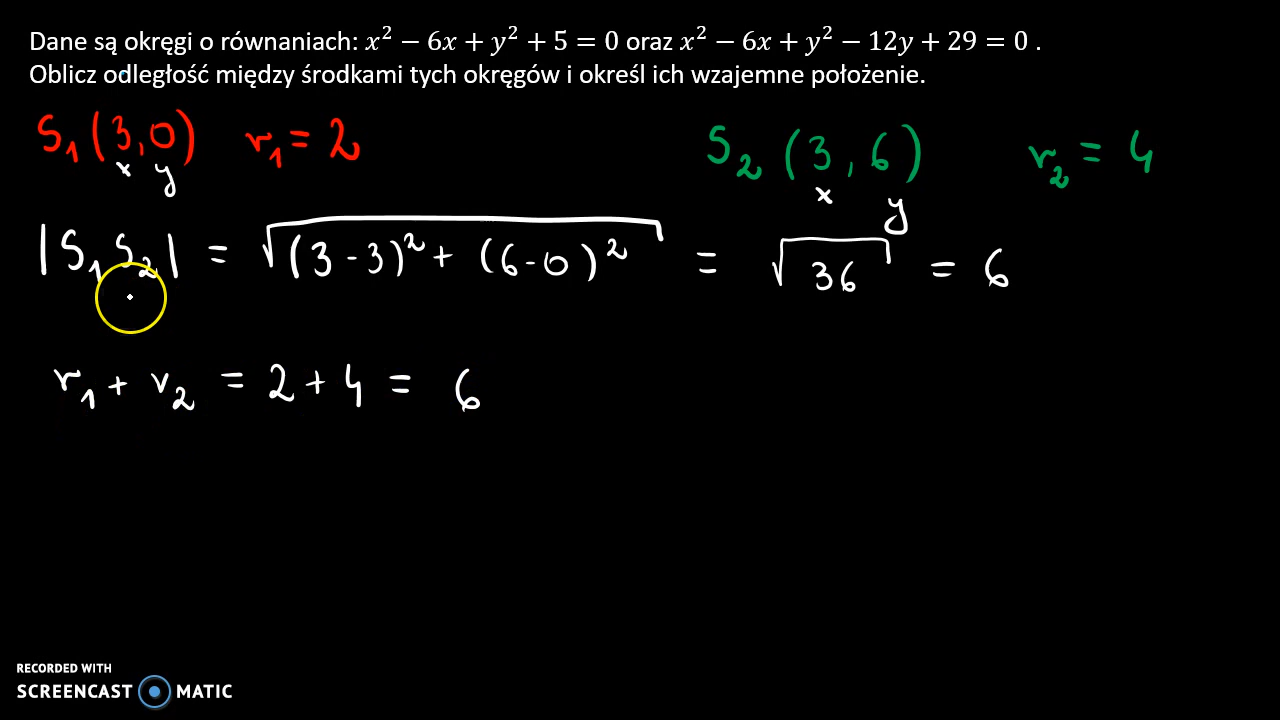 Dane są okręgi o równaniach: x² − 6x + y² + 5 = 0 oraz x² − 6x + y² − 12y + 29 = 0 .
Oblicz odległość między środkami tych okręgów i określ ich wzajemne położenie.
S₁ (3,0) r₁ = 2 S₂ (3,6) r₂ = 4
x y x y
|S₁S₂| = √((3-3)² + (6-0)²) = √36 = 6
r₁ + r₂ = 2 + 4 = 6
RECORDED WITH
SCREENCAST MATIC